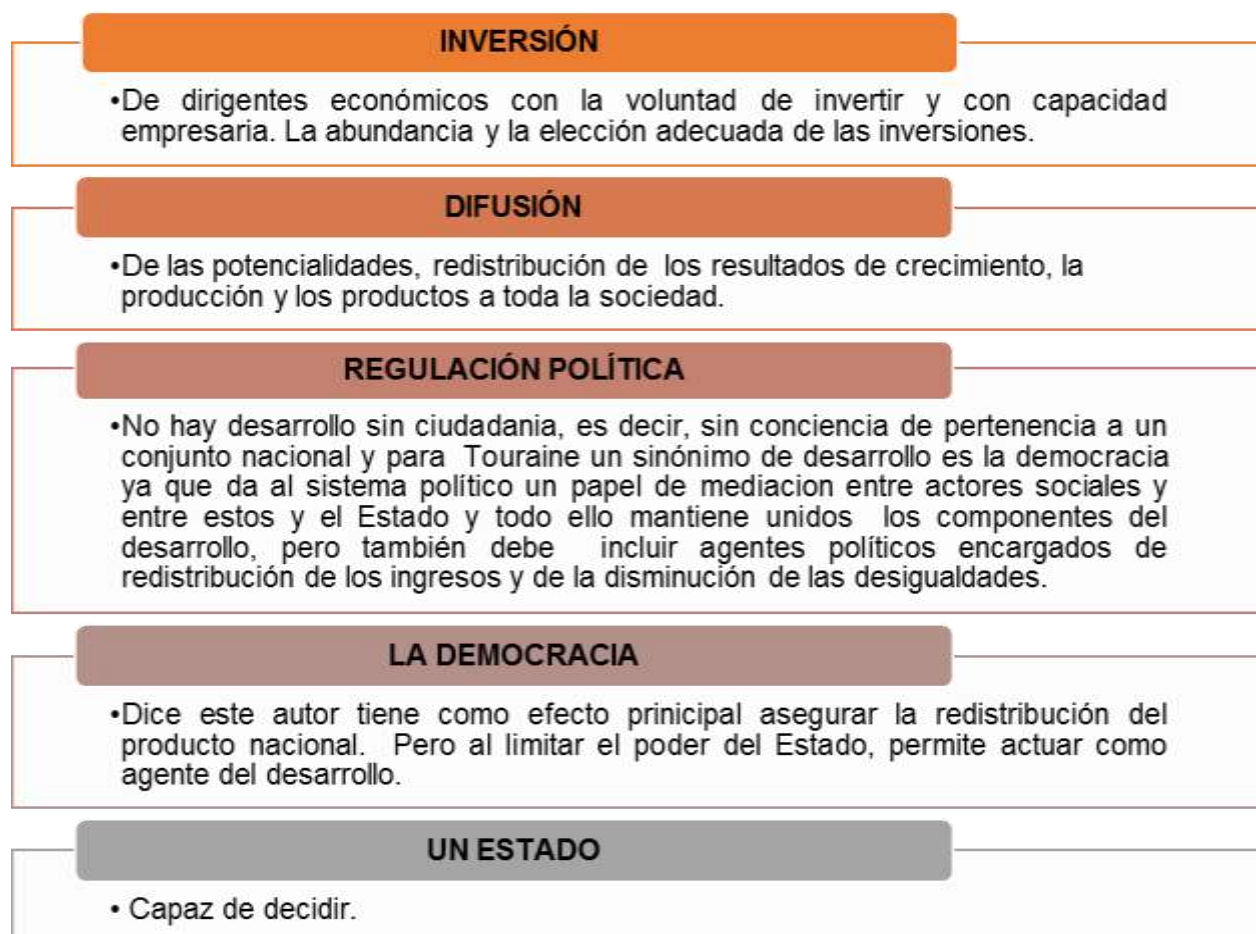 INVERSIÓN
•De dirigentes económicos con la voluntad de invertir y con capacidad
empresaria. La abundancia y la elección adecuada de las inversiones.
DIFUSIÓN
•De las potencialidades, redistribución de los resultados de crecimiento, la
producción y los productos a toda la sociedad.
REGULACIÓN POLÍTICA
•No hay desarrollo sin ciudadania, es decir, sin conciencia de pertenencia a un
conjunto nacional y para Touraine un sinónimo de desarrollo es la democracia
ya que da al sistema político un papel de mediacion entre actores sociales y
entre estos y el Estado y todo ello mantiene unidos los componentes del
desarrollo, pero también debe incluir agentes políticos encargados de
redistribución de los ingresos y de la disminución de las desigualdades.
LA DEMOCRACIA
•Dice este autor tiene como efecto prinicipal asegurar la redistribución del
producto nacional. Pero al limitar el poder del Estado, permite actuar como
agente del desarrollo.
UN ESTADO
• Capaz de decidir.